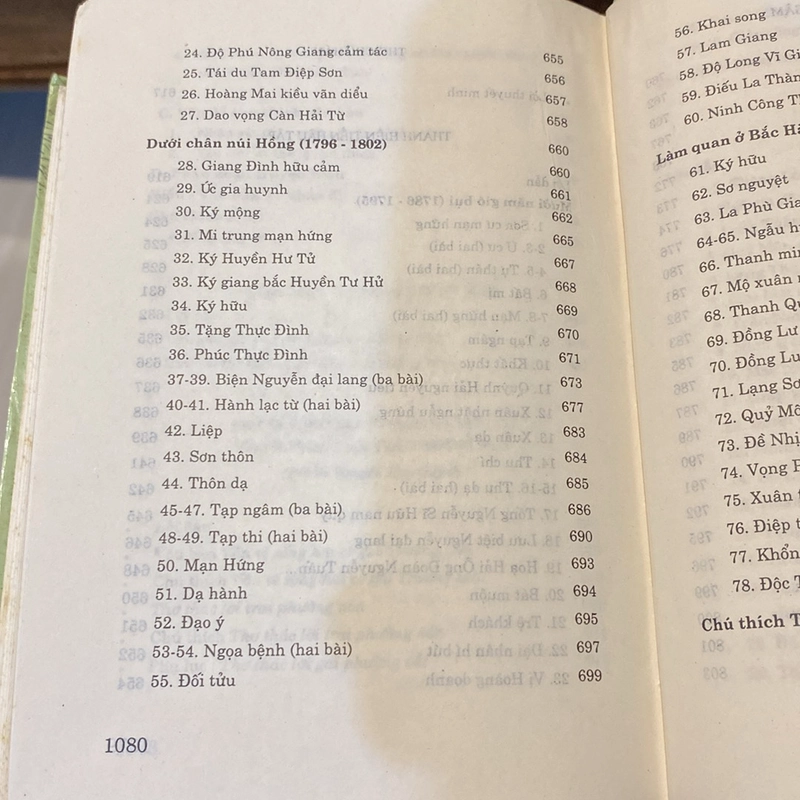 24. Độ Phú Nông Giang cảm tác 655
25. Tái du Tam Điệp Sơn 656
26. Hoàng Mai kiều vãn diểu 657
27. Dao vọng Càn Hải Từ 658
Dưới chân núi Hồng (1796 - 1802) 660
28. Giang Đình hữu cảm 660
29. Ức gia huynh 661
30. Ký mộng 662
31. Mi trung mạn hứng 665
32. Ký Huyền Hư Tử 667
33. Ký giang bắc Huyền Tư Hử 668
34. Ký hữu 669
35. Tặng Thực Đình 670
36. Phúc Thực Đình 671
37-39. Biện Nguyễn đại lang (ba bài) 673
40-41. Hành lạc từ (hai bài) 677
42. Liệp 683
43. Sơn thôn 684
44. Thôn dạ 685
45-47. Tạp ngâm (ba bài) 686
48-49. Tạp thi (hai bài) 690
50. Mạn Hứng 693
51. Dạ hành 694
52. Đạo ý 695
53-54. Ngọa bệnh (hai bài) 697
55. Đối tửu 699
1080
56. Khai song
57. Lam Giang
58. Độ Long Vĩ
59. Điếu La
60. Ninh Công
Làm quan ở Bắc
61. Ký hữu
62. Sơ nguyệt
63. La Phù
64-65. Ngẫu
66. Thanh
67. Mộ xuân
68. Thanh
69. Đồng Lư
70. Đồng
71. Lạng
72. Quỷ
73. Đề
74. Vọng
75. Xuân
76. Điệp
77.
78. Độc
Chú thích